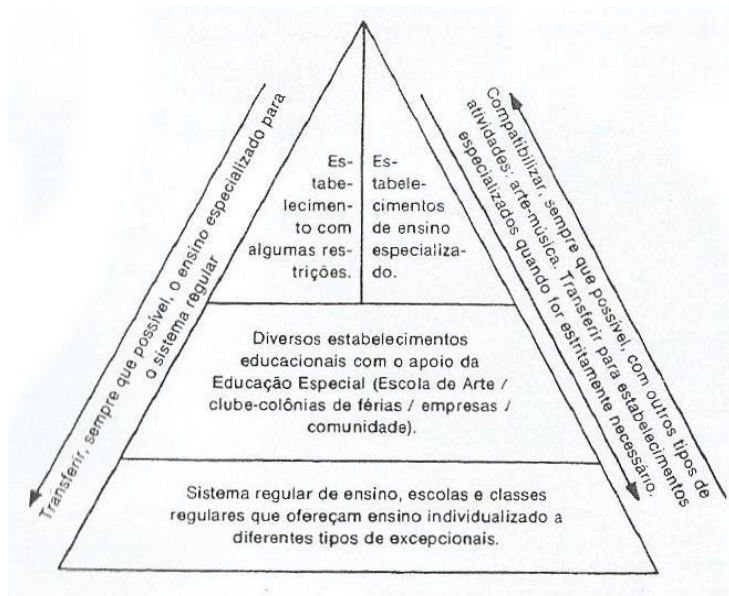 Transferir, sempre que possível, o ensino especializado para
o sistema regular
Es-
tabe-
lecimen-
to com
algumas res-
trições.
Es-
tabele-
cimentos
de ensino
especializa-
do.
Compatibilizar, sempre que possível, com outros tipos de
atividades: arte-música. Transferir para estabelecimentos
especializados quando for estritamente necessário.
Diversos estabelecimentos
educacionais com o apoio da
Educação Especial (Escola de Arte /
clube-colônias de férias / empresas /
comunidade).
Sistema regular de ensino, escolas e classes
regulares que ofereçam ensino individualizado a
diferentes tipos de excepcionais.